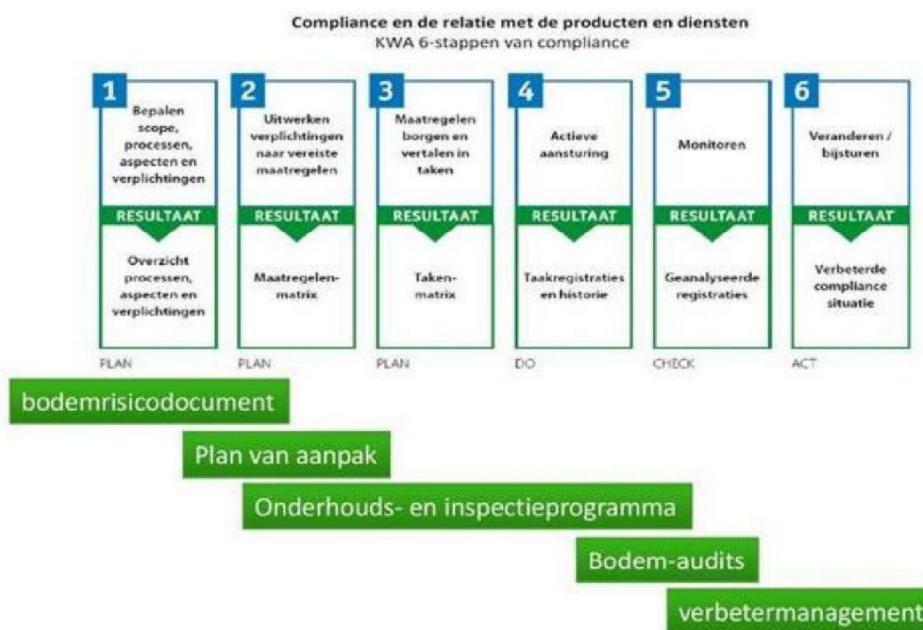 Compliance en de relatie met de producten en diensten
KWA 6-stappen van compliance
1
Bepalen
scope,
processen,
aspecten en
verplichtingen
RESULTAAT
Overzicht
processen,
aspecten en
verplichtingen
PLAN
2
Uitwerken
verplichtingen
naar vereiste
maatregelen
RESULTAAT
Maatregelen-
matrix
PLAN
3
Maatregelen
borgen en
vertalen in
taken
RESULTAAT
Taken-
matrix
PLAN
4
Actieve
aansturing
RESULTAAT
Taakregistraties
en historie
DO
5
Monitoren
RESULTAAT
Geanalyseerde
registraties
CHECK
6
Veranderen /
bijsturen
RESULTAAT
Verbeterde
compliance
situatie
ACT
bodemrisicodocument
Plan van aanpak
Onderhouds- en inspectieprogramma
Bodem-audits
verbetermanagement